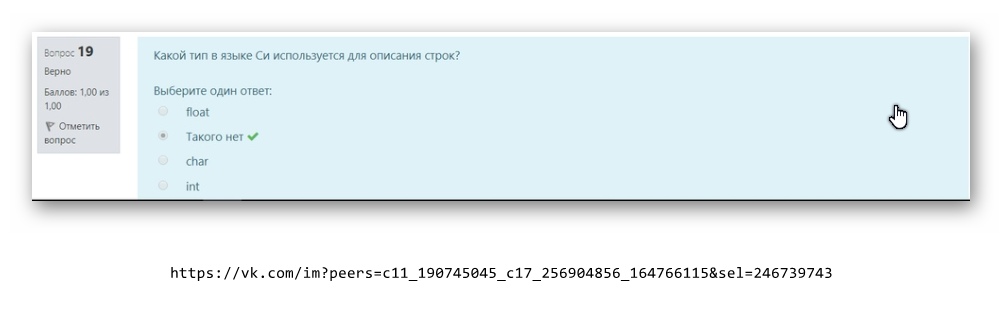 Вопрос 19
Верно
Баллов: 1,00 из
1,00
Отметить
вопрос
Какой тип в языке Си используется для описания строк?
Выберите один ответ:
float
Такого нет
char
int
https://vk.com/im?peers=c11_190745045_c17_256904856_164766115&sel=246739743